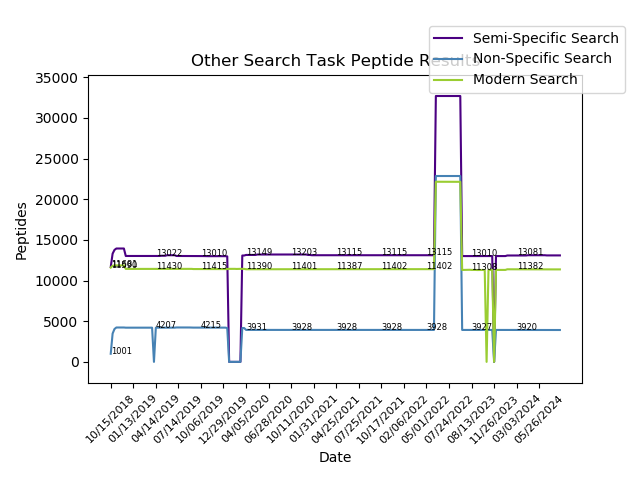 Other Search Task Peptide Results
Semi-Specific Search
Non-Specific Search
Modern Search
Peptides
35000
30000
25000
20000
15000
10000
5000
0
13022 13010 13149 13203 13115 13115 13115 13010 13081
11430 11415 11390 11401 11387 11402 11402 11308 11382
1001 4207 4215 3931 3928 3928 3928 3928 3927 3920
10/15/2018 01/13/2019 04/14/2019 07/14/2019 10/06/2019 12/29/2019 04/05/2020 06/28/2020 10/11/2020 01/31/2021 04/25/2021 07/25/2021 10/17/2021 02/06/2022 05/01/2022 07/24/2022 08/13/2023 11/26/2023 03/03/2024 05/26/2024
Date